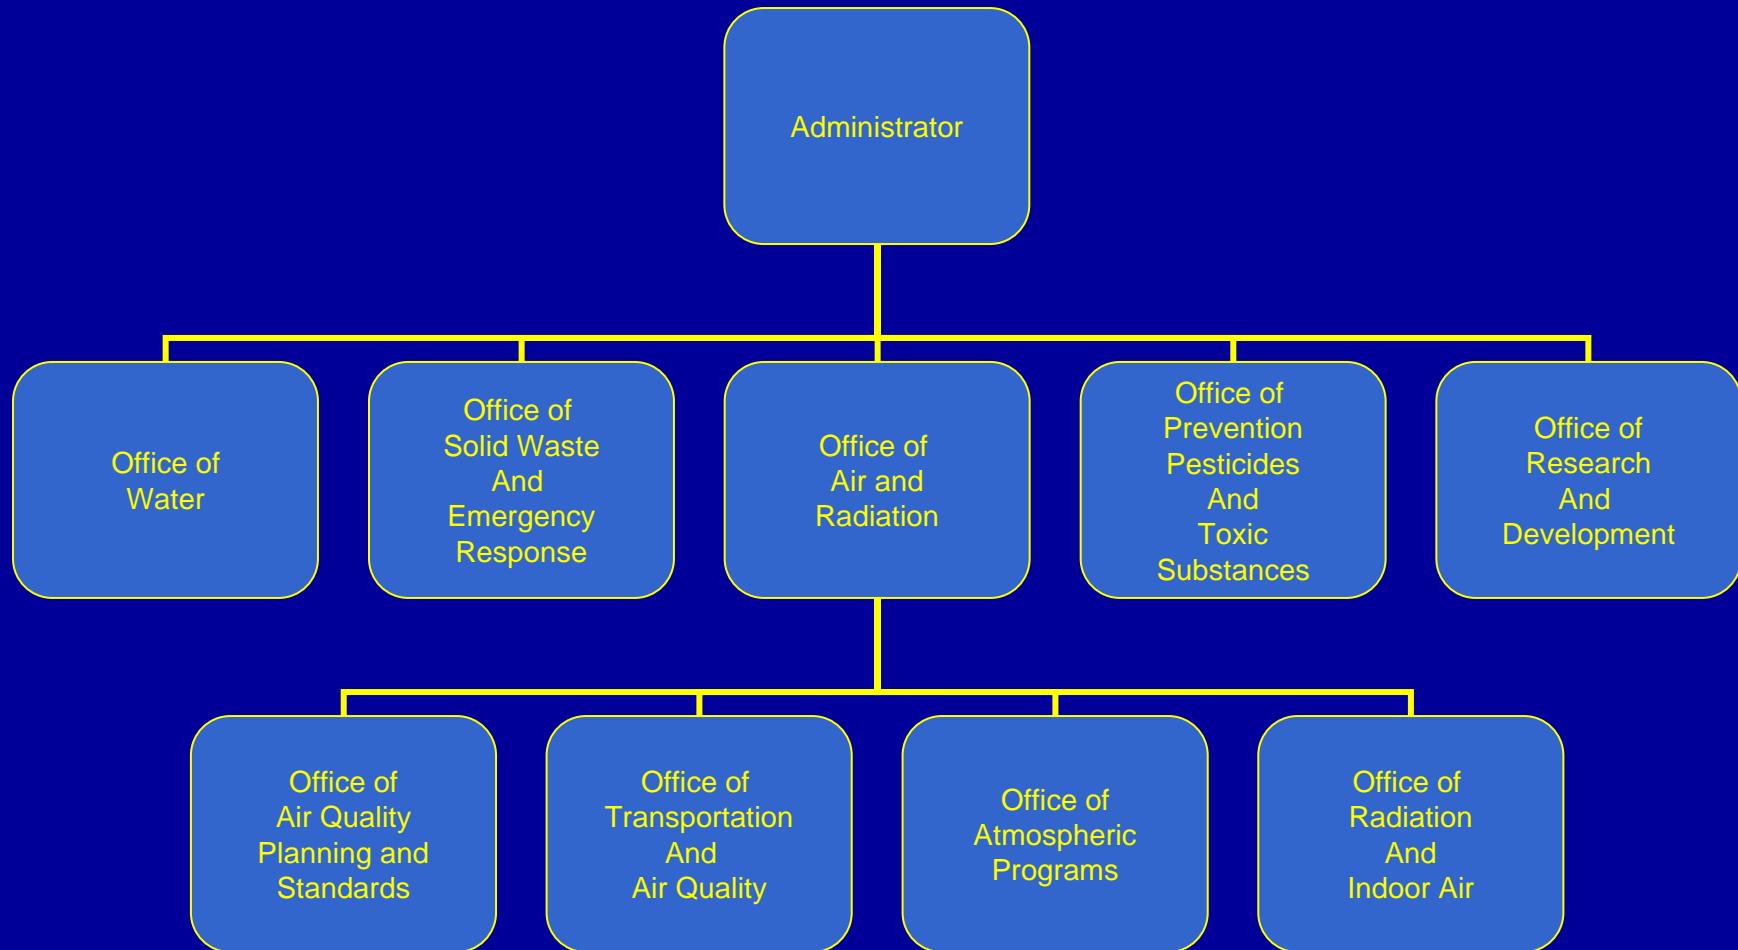 Administrator
Office of
Water
Office of
Solid Waste
And
Emergency
Response
Office of
Air and
Radiation
Office of
Prevention
Pesticides
And
Toxic
Substances
Office of
Research
And
Development
Office of
Air Quality
Planning and
Standards
Office of
Transportation
And
Air Quality
Office of
Atmospheric
Programs
Office of
Radiation
And
Indoor Air